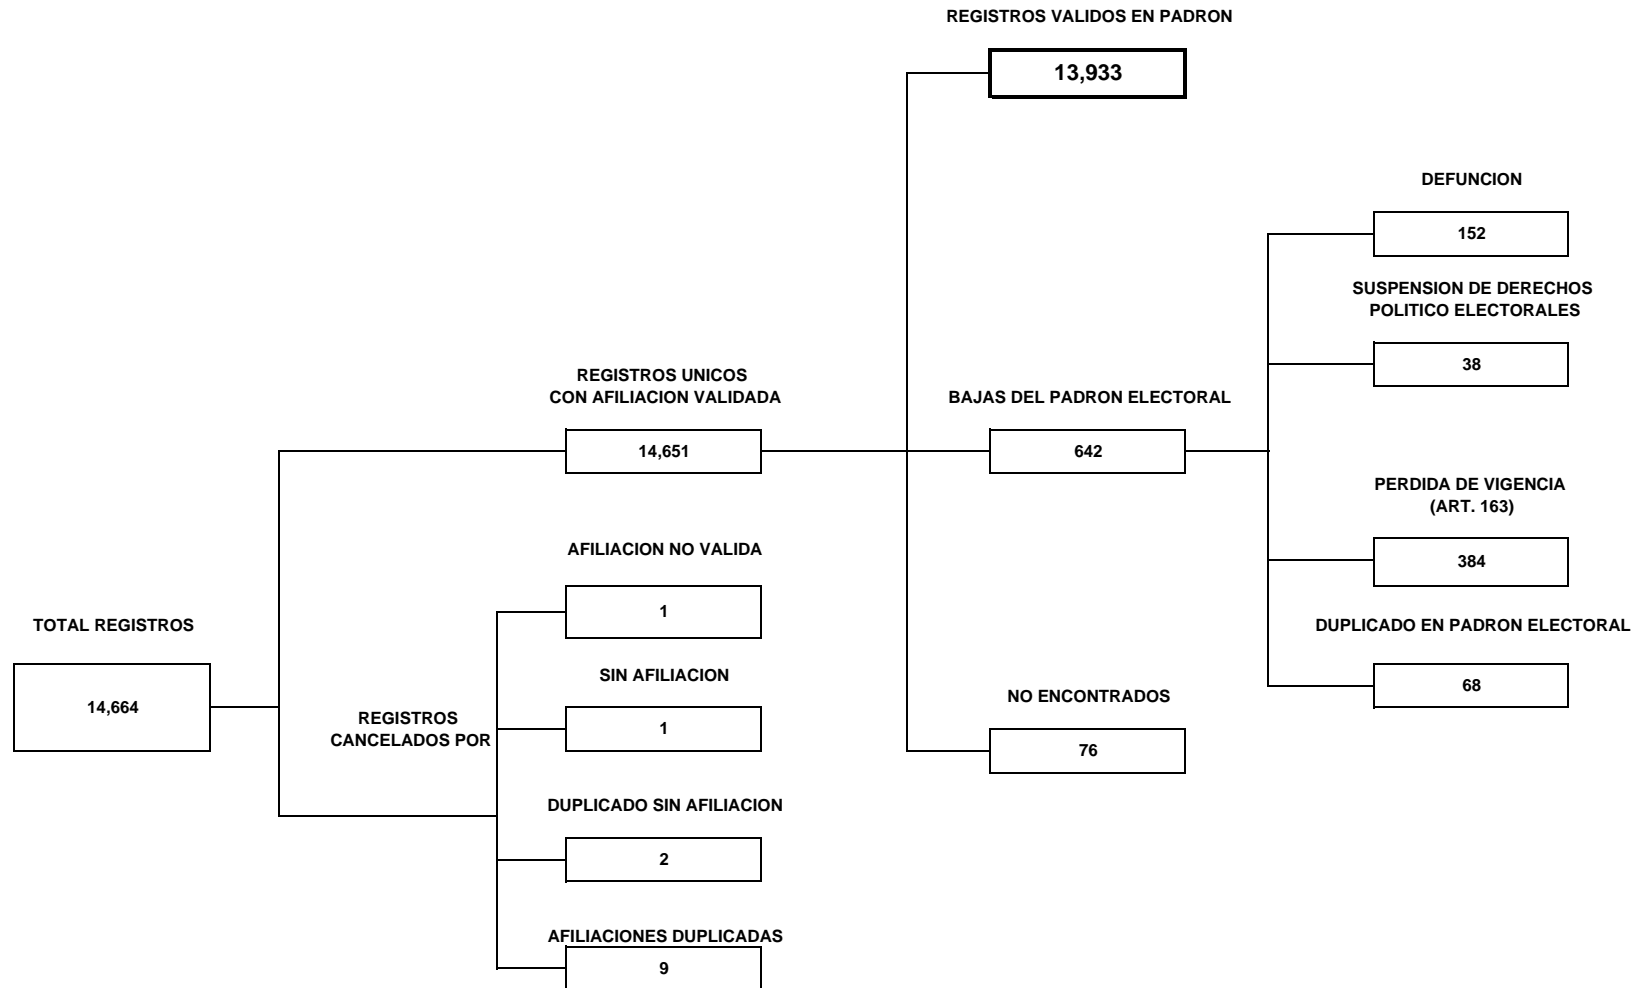 REGISTROS VALIDOS EN PADRON
13,933
DEFUNCION
152
SUSPENSION DE DERECHOS
POLITICO ELECTORALES
38
REGISTROS UNICOS
CON AFILIACION VALIDADA
14,651
BAJAS DEL PADRON ELECTORAL
642
PERDIDA DE VIGENCIA
(ART. 163)
384
AFILIACION NO VALIDA
1
TOTAL REGISTROS
14,664
DUPLICADO EN PADRON ELECTORAL
68
SIN AFILIACION
1
REGISTROS
CANCELADOS POR
NO ENCONTRADOS
76
DUPLICADO SIN AFILIACION
2
AFILIACIONES DUPLICADAS
9